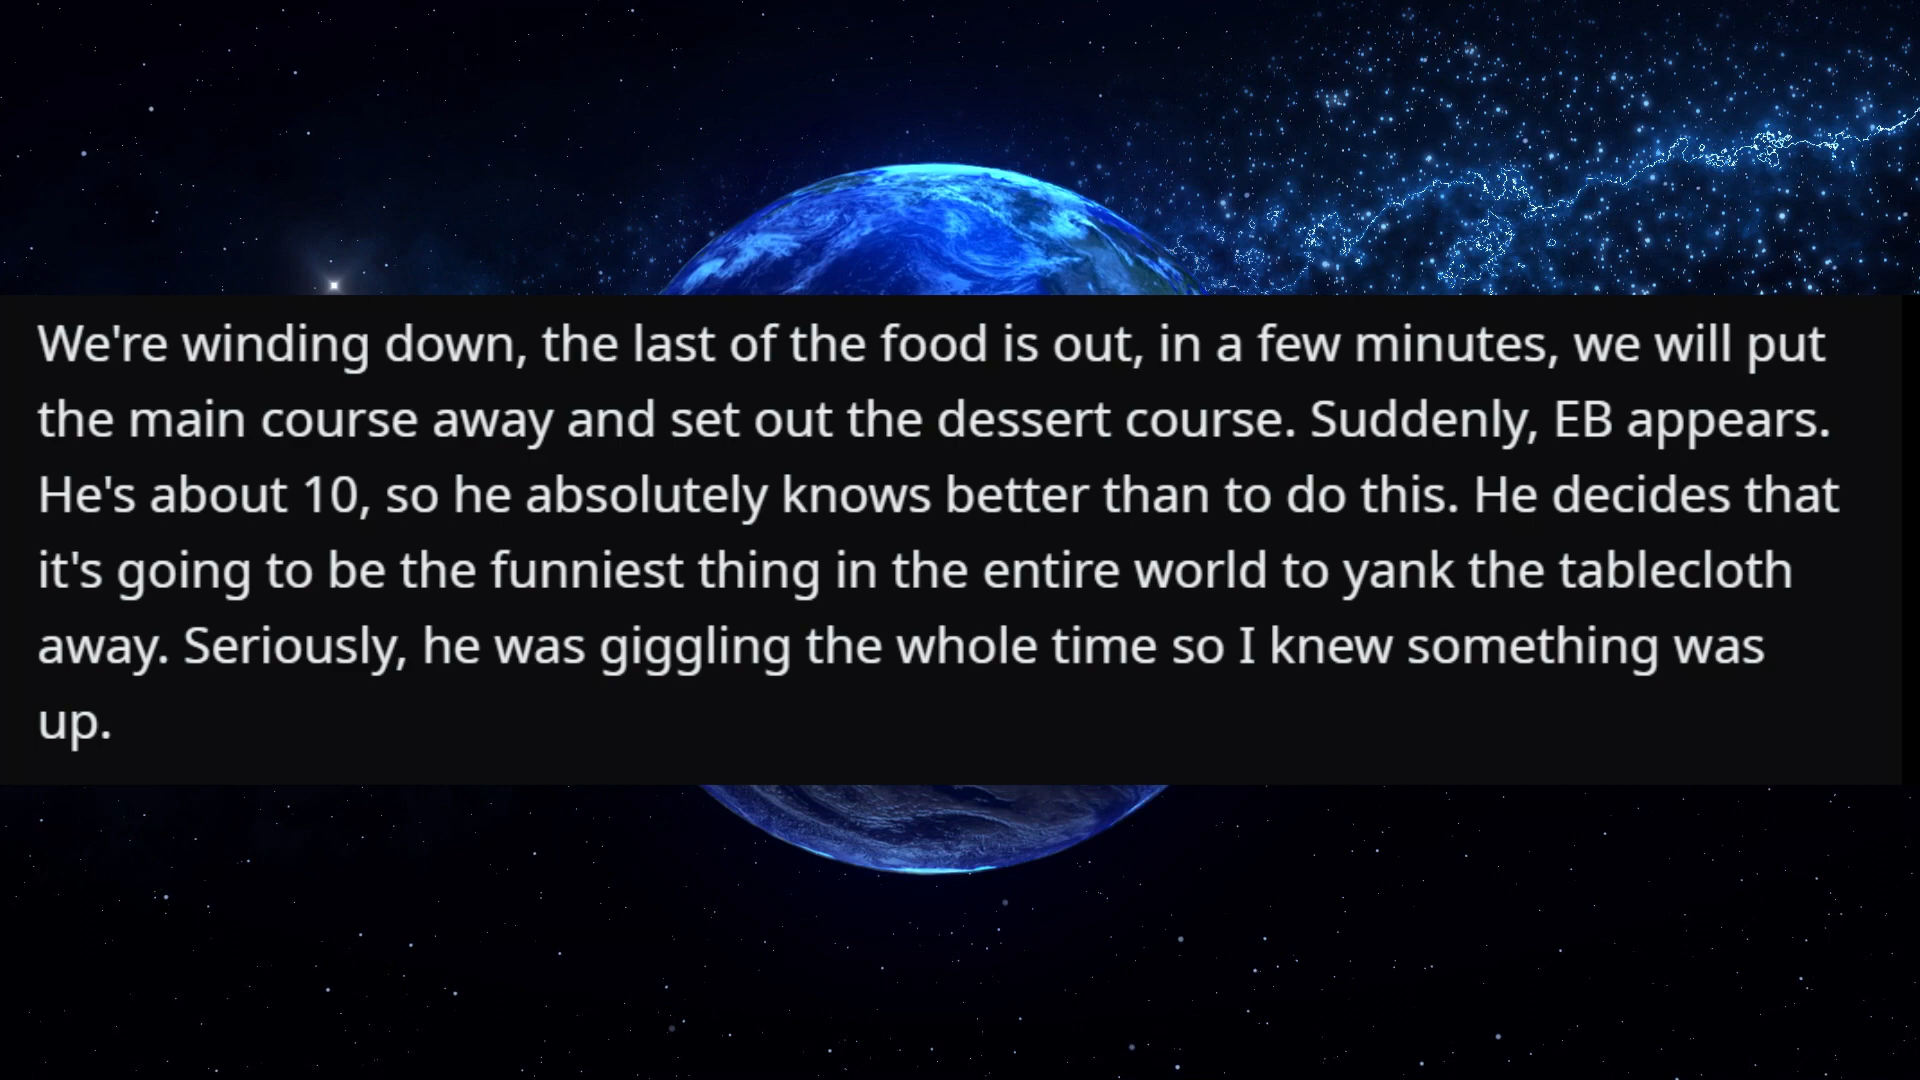 We're winding down, the last of the food is out, in a few minutes, we will put
the main course away and set out the dessert course. Suddenly, EB appears.
He's about 10, so he absolutely knows better than to do this. He decides that
it's going to be the funniest thing in the entire world to yank the tablecloth
away. Seriously, he was giggling the whole time so I knew something was
up.